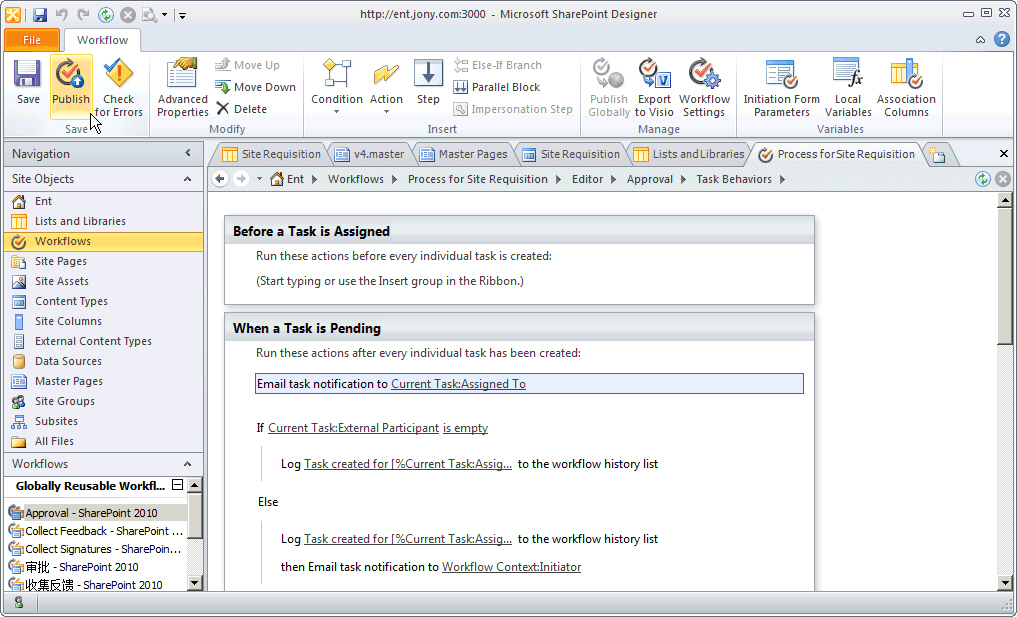 http://ent.jony.com:3000 - Microsoft SharePoint Designer
File Workflow
Save Publish Check for Errors
Save
Advanced Properties
Move Up
Move Down
Delete
Modify
Condition Action Step
Else-If Branch
Parallel Block
Impersonation Step
Insert
Publish Globally Export to Visio Workflow Settings
Manage
Initiation Form Parameters Local Variables Association Columns
Variables
Navigation
Site Requisition v4.master Master Pages Site Requisition Lists and Libraries Process for Site Requisition
Ent Workflows Process for Site Requisition Editor Approval Task Behaviors
Site Objects
Ent
Lists and Libraries
Workflows
Site Pages
Site Assets
Content Types
Site Columns
External Content Types
Data Sources
Master Pages
Site Groups
Subsites
All Files
Workflows
Globally Reusable Workfl...
Approval - SharePoint 2010
Collect Feedback - SharePoint ...
Collect Signatures - SharePoin...
审批 - SharePoint 2010
收集反馈 - SharePoint 2010
Before a Task is Assigned
Run these actions before every individual task is created:
(Start typing or use the Insert group in the Ribbon.)
When a Task is Pending
Run these actions after every individual task has been created:
Email task notification to Current Task:Assigned To
If Current Task:External Participant is empty
Log Task created for [%Current Task:Assig... to the workflow history list
Else
Log Task created for [%Current Task:Assig... to the workflow history list
then Email task notification to Workflow Context:Initiator